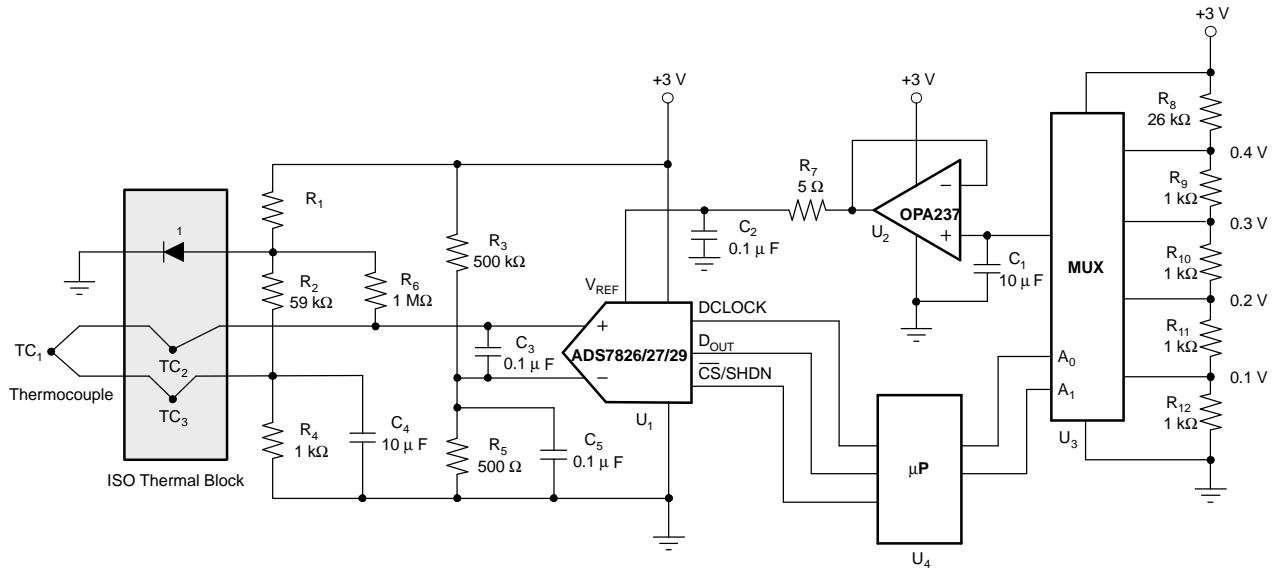 +3 V
R8
26 kΩ
0.4 V
R9
1 kΩ
0.3 V
R10
1 kΩ
0.2 V
R11
1 kΩ
0.1 V
R12
1 kΩ
MUX
A0
A1
U3
+3 V
R7
5 Ω
OPA237
−
+
U2
C1
10 μF
C2
0.1 μF
+3 V
R1
1
R2
59 kΩ
R6
1 MΩ
R3
500 kΩ
VREF
DCLOCK
DOUT
CS/SHDN
+
ADS7826/27/29
−
U1
C3
0.1 μF
TC1
Thermocouple
TC2
TC3
ISO Thermal Block
R4
1 kΩ
C4
10 μF
R5
500 Ω
C5
0.1 μF
μP
U4